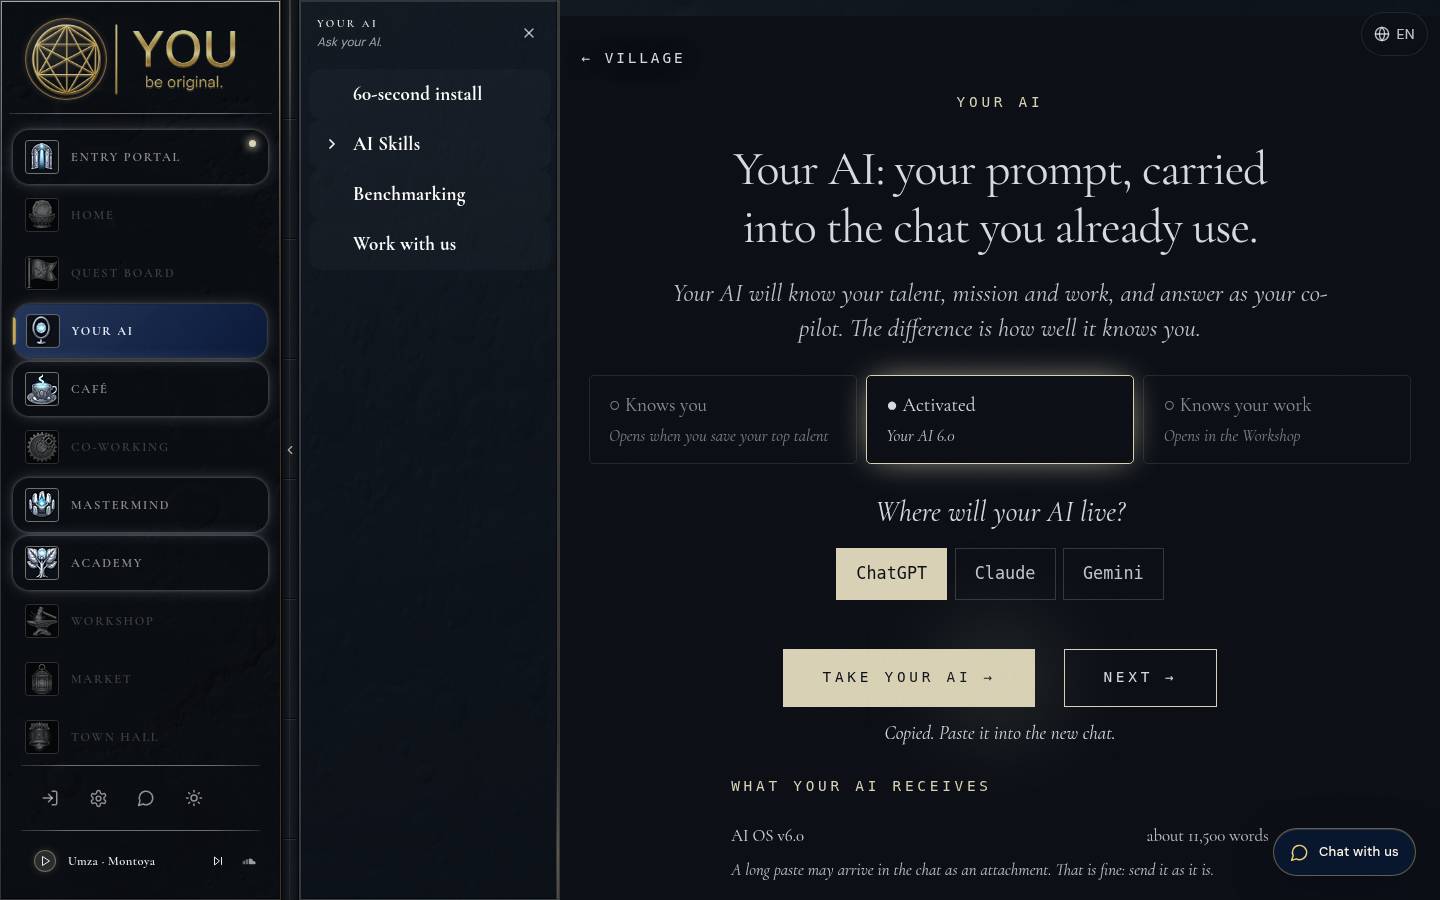 YOU
be original.
ENTRY PORTAL
HOME
QUEST BOARD
YOUR AI
CAFÉ
CO-WORKING
MASTERMIND
ACADEMY
WORKSHOP
MARKET
TOWN HALL
Umza - Montoya
YOUR AI
Ask your AI.
60-second install
AI Skills
Benchmarking
Work with us
← VILLAGE
EN
YOUR AI
Your AI: your prompt, carried
into the chat you already use.
Your AI will know your talent, mission and work, and answer as your co-
pilot. The difference is how well it knows you.
○ Knows you
Opens when you save your top talent
● Activated
Your AI 6.0
○ Knows your work
Opens in the Workshop
Where will your AI live?
ChatGPT
Claude
Gemini
TAKE YOUR AI →
NEXT →
Copied. Paste it into the new chat.
WHAT YOUR AI RECEIVES
AI OS v6.0
about 11,500 words
A long paste may arrive in the chat as an attachment. That is fine: send it as it is.
Chat with us